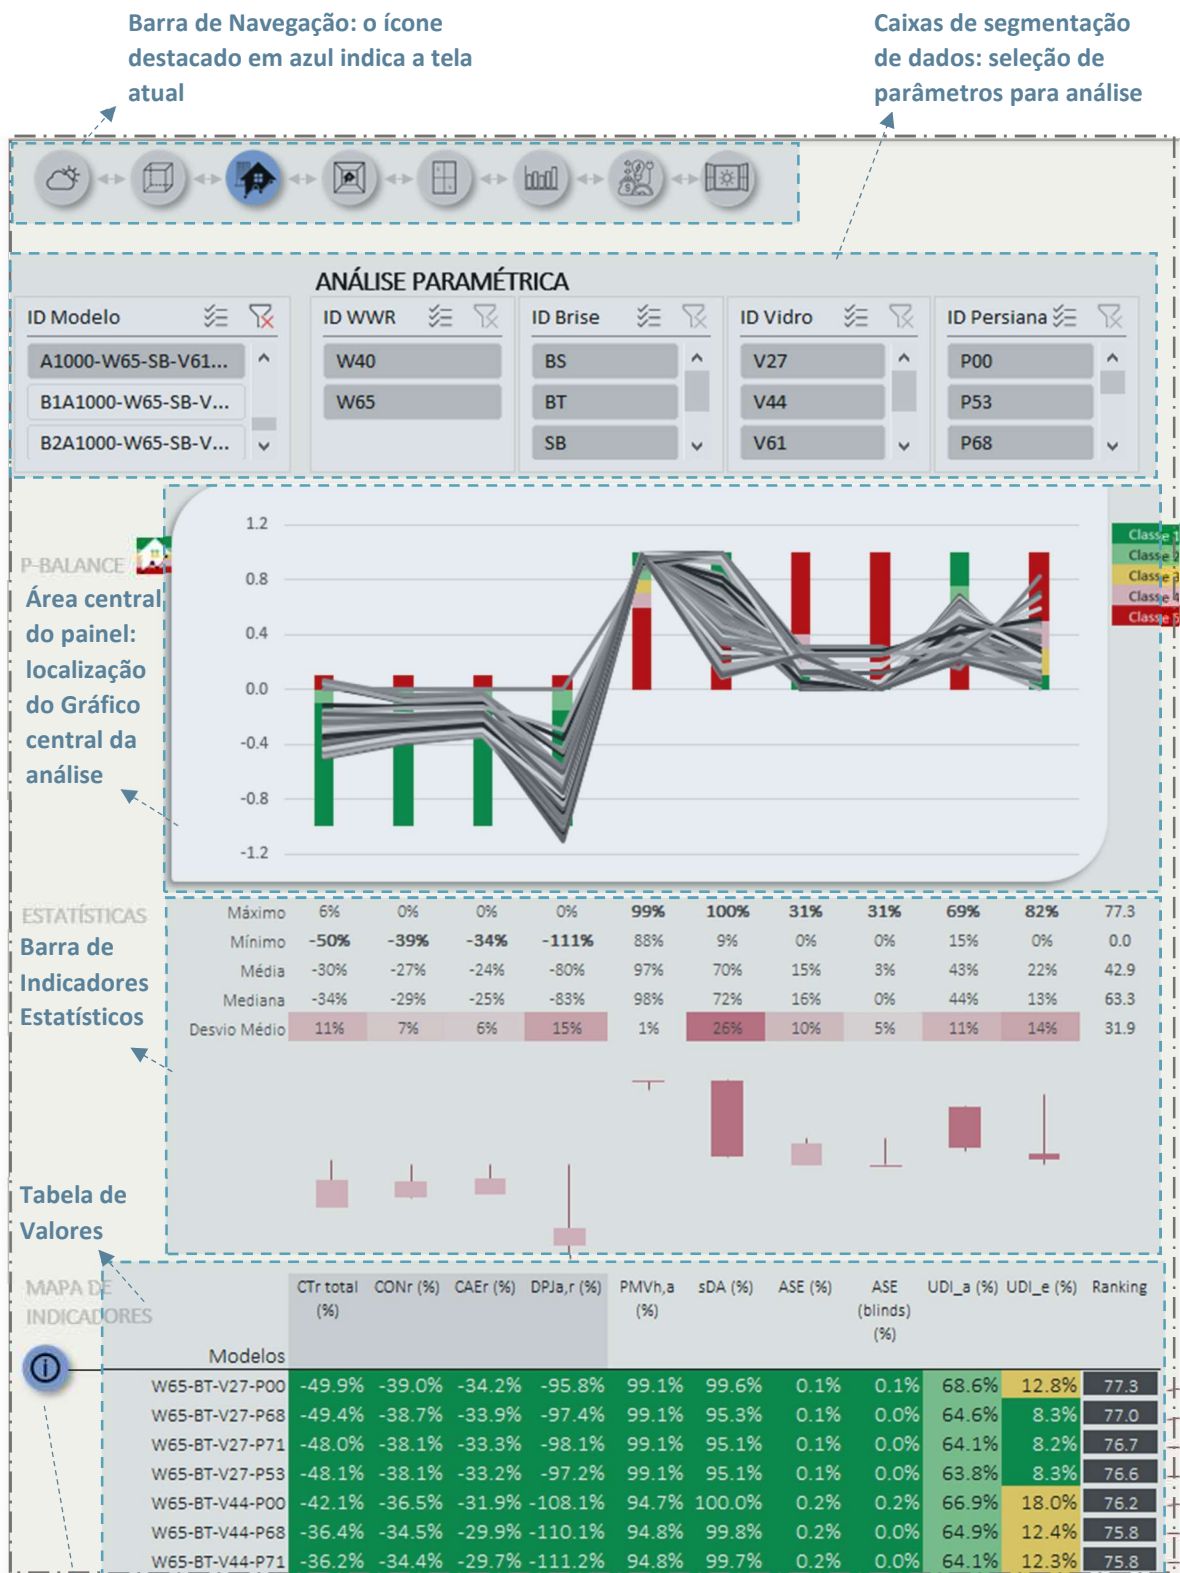 Barra de Navegação: o ícone
destacado em azul indica a tela
atual
Caixas de segmentação
de dados: seleção de
parâmetros para análise
ANÁLISE PARAMÉTRICA
ID Modelo
A1000-W65-SB-V61...
B1A1000-W65-SB-V...
B2A1000-W65-SB-V...
ID WWR
W40
W65
ID Brise
BS
BT
SB
ID Vidro
V27
V44
V61
ID Persiana
P00
P53
P68
P-BALANCE
Área central
do painel:
localização
do Gráfico
central da
análise
1.2
0.8
0.4
0.0
-0.4
-0.8
-1.2
Classe 1
Classe 2
Classe 3
Classe 4
Classe 5
ESTATÍSTICAS
Barra de
Indicadores
Estatísticos
Máximo 6% 0% 0% 0% 99% 100% 31% 31% 69% 82% 77.3
Mínimo -50% -39% -34% -111% 88% 9% 0% 0% 15% 0% 0.0
Média -30% -27% -24% -80% 97% 70% 15% 3% 43% 22% 42.9
Mediana -34% -29% -25% -83% 98% 72% 16% 0% 44% 13% 63.3
Desvio Médio 11% 7% 6% 15% 1% 26% 10% 5% 11% 14% 31.9
Tabela de
Valores
MAPA DE
INDICADORES
CTr total CONr (%) CAEr (%) DPJa,r (%) PMVh,a sDA (%) ASE (%) ASE UDI_a (%) UDI_e (%) Ranking
(%) (%) (blinds)
(%)
Modelos
W65-BT-V27-P00 -49.9% -39.0% -34.2% -95.8% 99.1% 99.6% 0.1% 0.1% 68.6% 12.8% 77.3
W65-BT-V27-P68 -49.4% -38.7% -33.9% -97.4% 99.1% 95.3% 0.1% 0.0% 64.6% 8.3% 77.0
W65-BT-V27-P71 -48.0% -38.1% -33.3% -98.1% 99.1% 95.1% 0.1% 0.0% 64.1% 8.2% 76.7
W65-BT-V27-P53 -48.1% -38.1% -33.2% -97.2% 99.1% 95.1% 0.1% 0.0% 63.8% 8.3% 76.6
W65-BT-V44-P00 -42.1% -36.5% -31.9% -108.1% 94.7% 100.0% 0.2% 0.2% 66.9% 18.0% 76.2
W65-BT-V44-P68 -36.4% -34.5% -29.9% -110.1% 94.8% 99.8% 0.2% 0.0% 64.9% 12.4% 75.8
W65-BT-V44-P71 -36.2% -34.4% -29.7% -111.2% 94.8% 99.7% 0.2% 0.0% 64.1% 12.3% 75.8